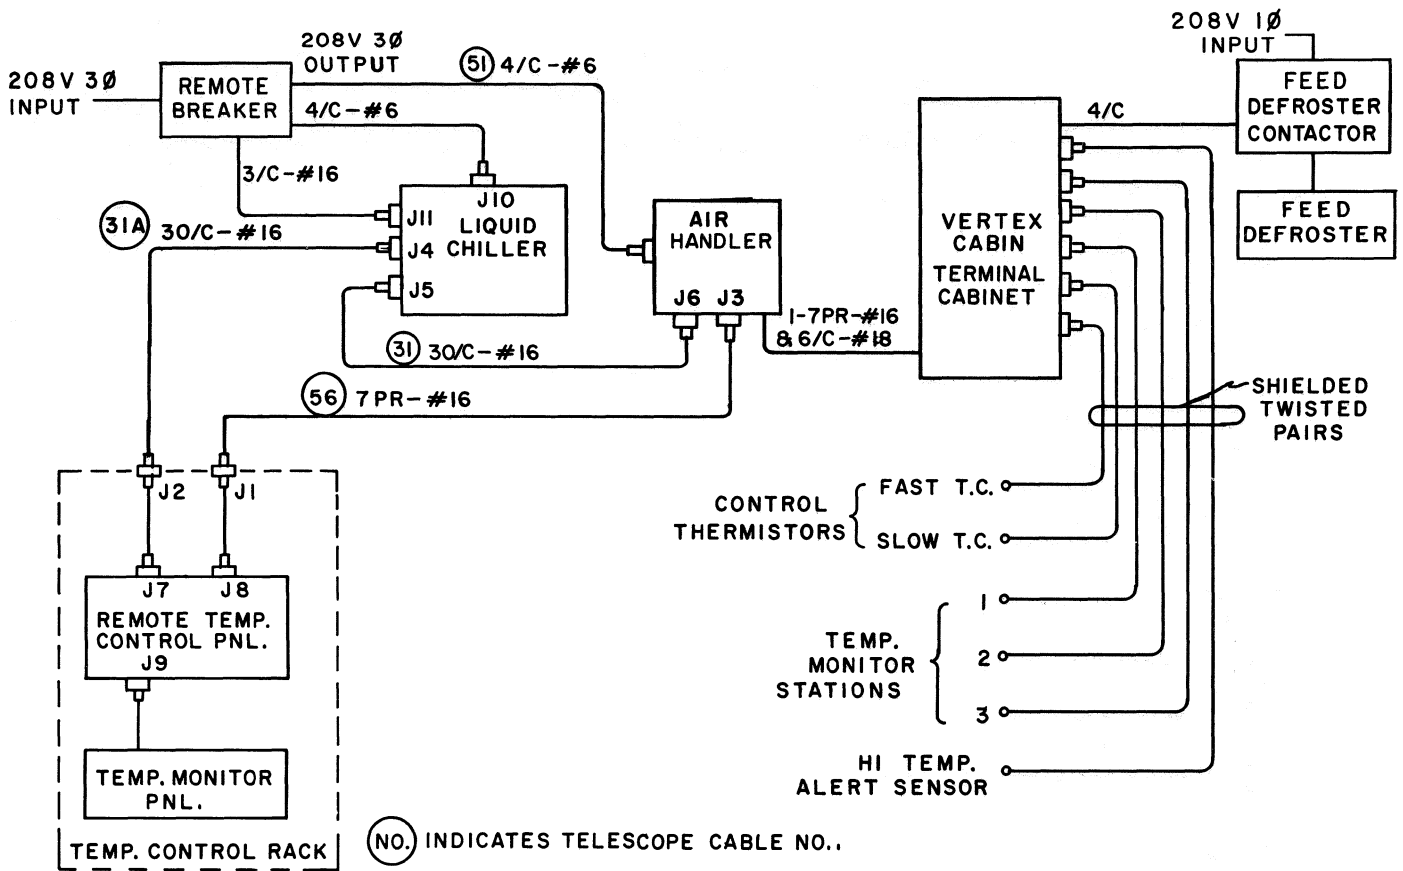 208V 1Ø
INPUT
208V 3Ø
OUTPUT
51 4/C-#6
208V 3Ø
INPUT
REMOTE
BREAKER
4/C-#6
3/C-#16
FEED
DEFROSTER
CONTACTOR
4/C
J10
LIQUID
CHILLER
J11
J4
J5
31A 30/C-#16
AIR
HANDLER
J6 J3
VERTEX
CABIN
TERMINAL
CABINET
FEED
DEFROSTER
1-7PR-#16
& 6/C-#18
31 30/C-#16
56 7PR-#16
SHIELDED
TWISTED
PAIRS
J2 J1
CONTROL
THERMISTORS
FAST T.C.
SLOW T.C.
J7 J8
REMOTE TEMP.
CONTROL PNL.
J9
TEMP.
MONITOR
STATIONS
1
2
3
TEMP. MONITOR
PNL.
HI TEMP.
ALERT SENSOR
TEMP. CONTROL RACK
NO. INDICATES TELESCOPE CABLE NO..